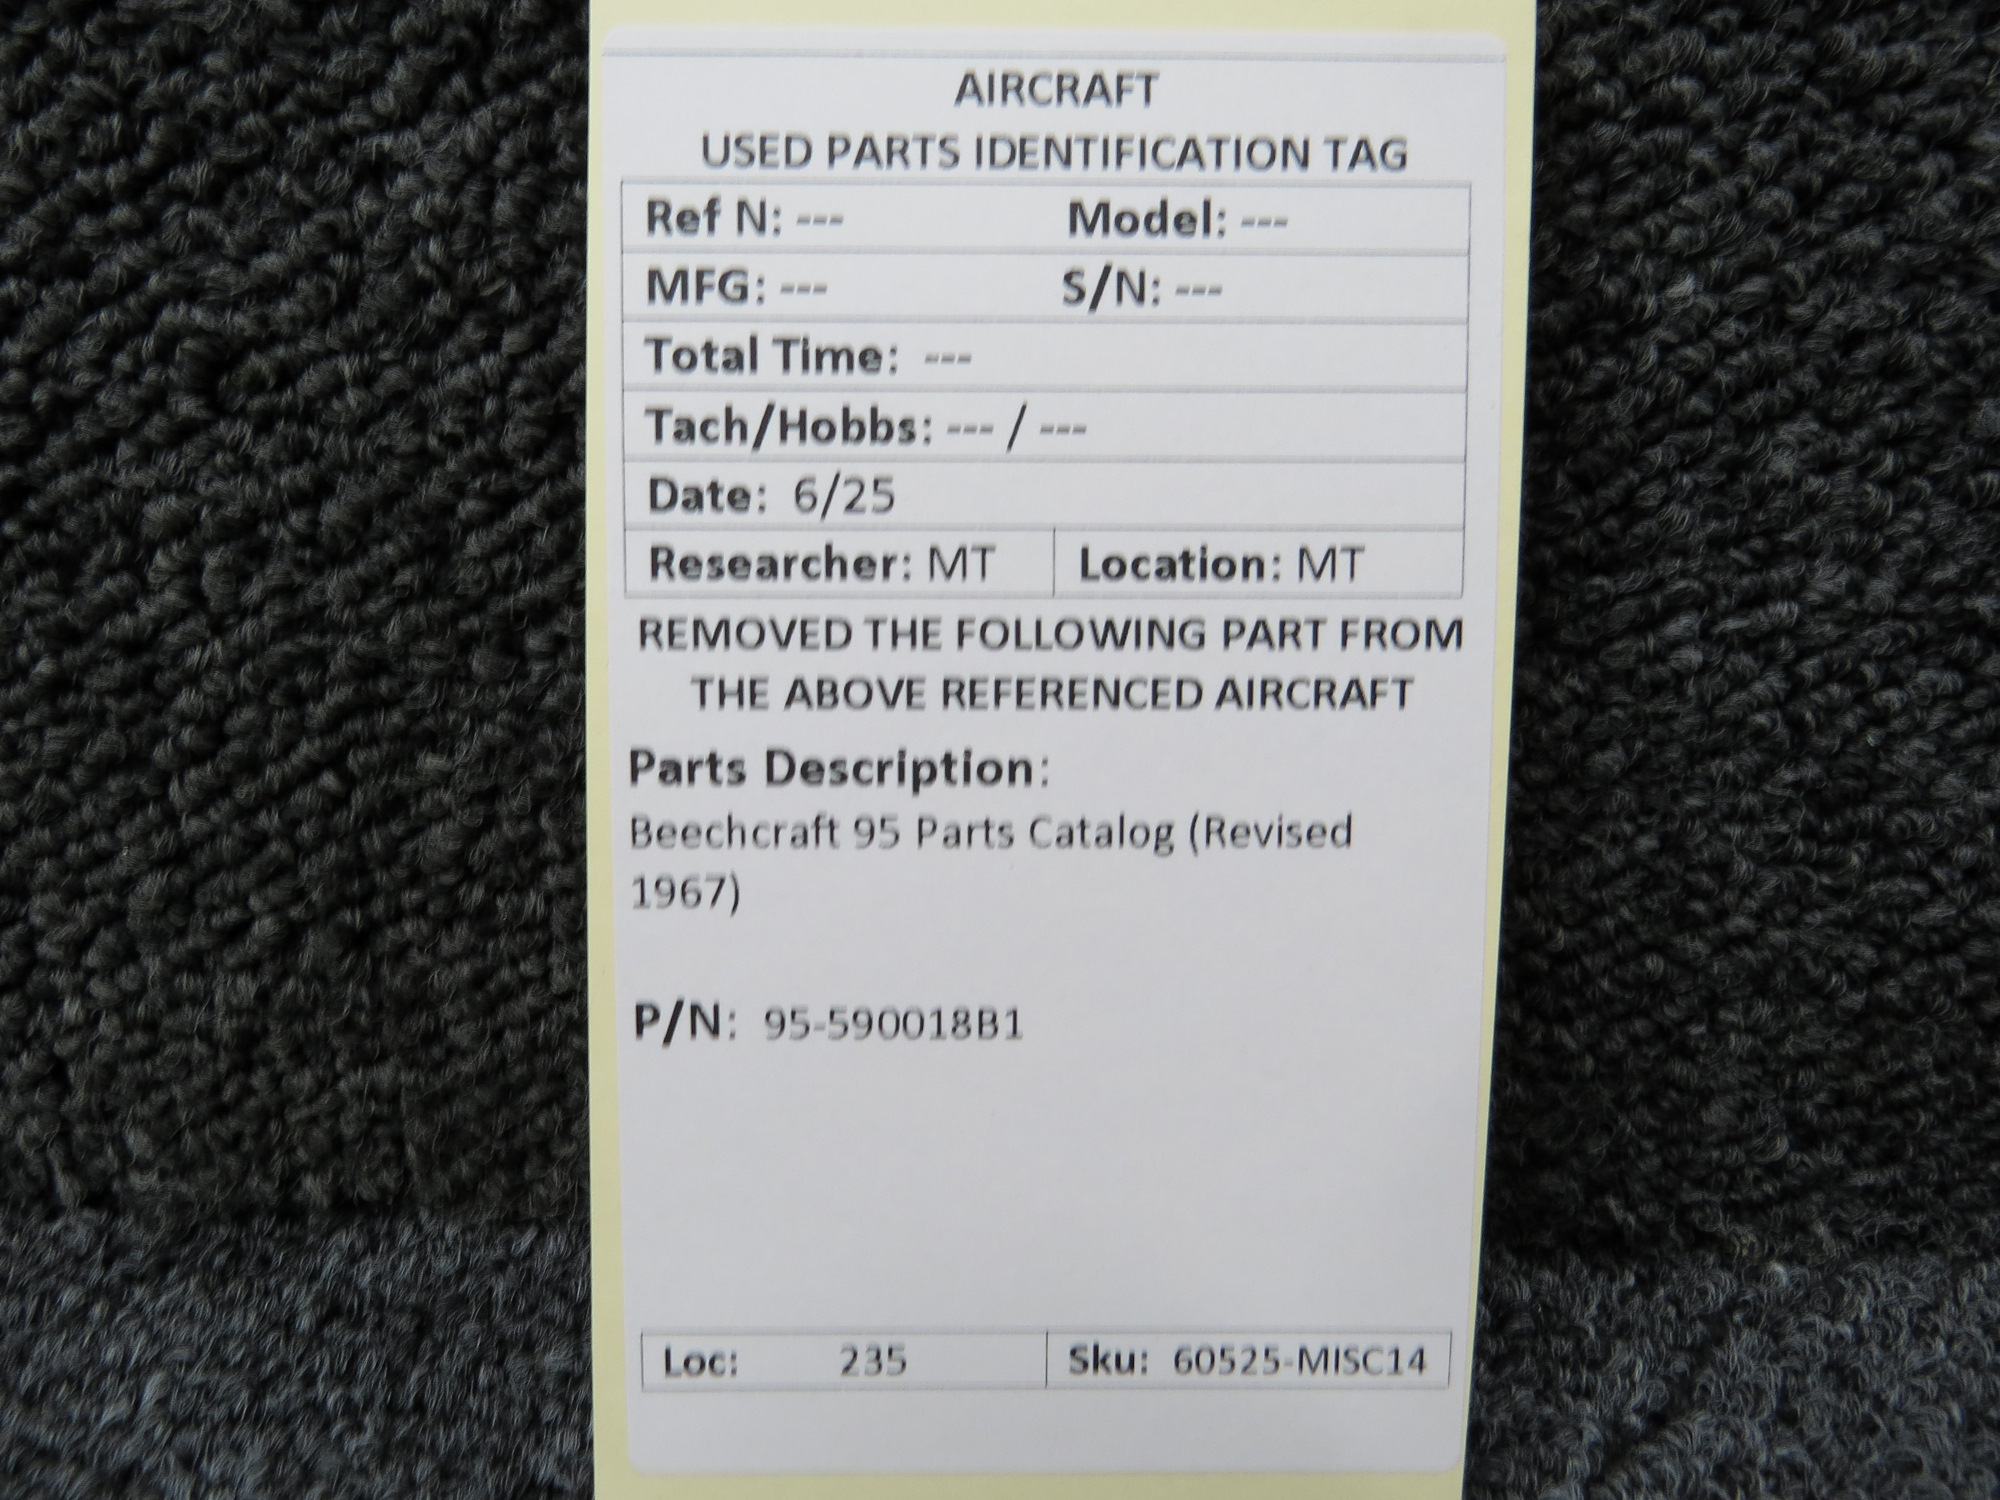 AIRCRAFT
USED PARTS IDENTIFICATION TAG
Ref N: --- Model: ---
MFG: --- S/N: ---
Total Time: ---
Tach/Hobbs: --- / ---
Date: 6/25
Researcher: MT Location: MT
REMOVED THE FOLLOWING PART FROM
THE ABOVE REFERENCED AIRCRAFT
Parts Description:
Beechcraft 95 Parts Catalog (Revised
1967)
P/N: 95-590018B1
Loc: 235 Sku: 60525-MISC14